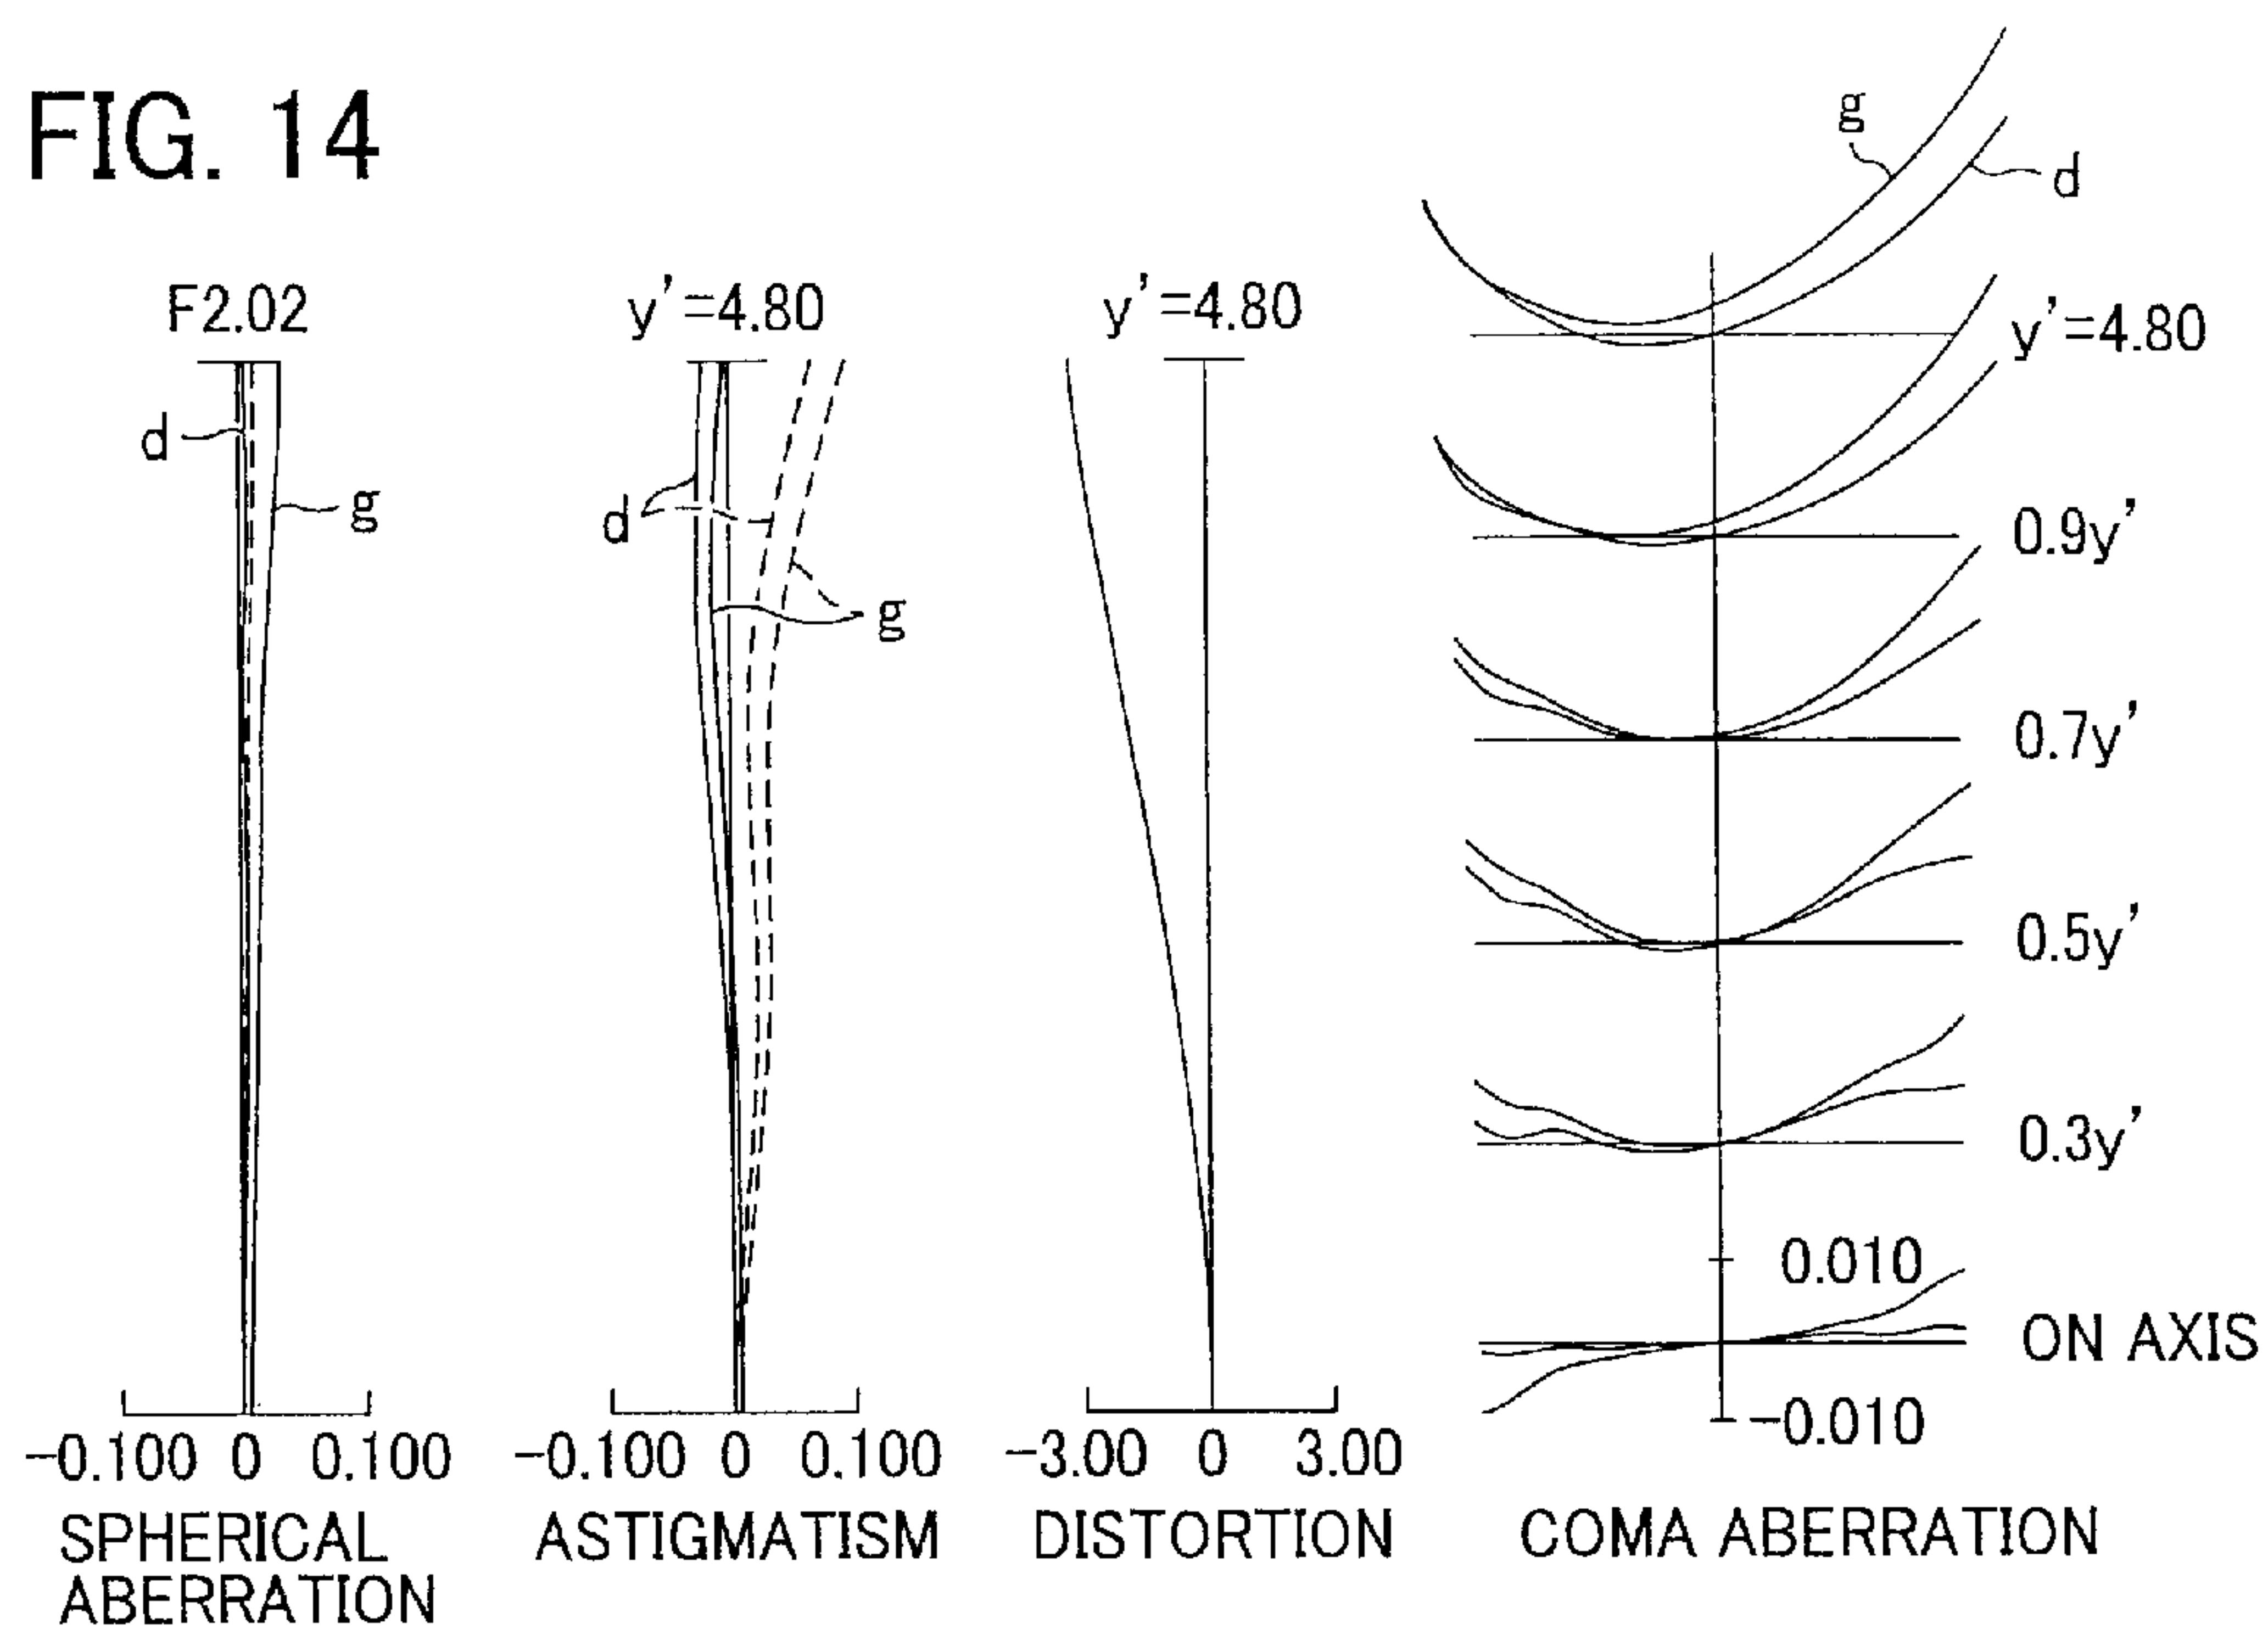 FIG. 14
F2.02
d
g
-0.100 0 0.100
SPHERICAL
ABERRATION
y'=4.80
d
g
-0.100 0 0.100
ASTIGMATISM
y'=4.80
-3.00 0 3.00
DISTORTION
g
d
y'=4.80
0.9y'
0.7y'
0.5y'
0.3y'
0.010
ON AXIS
-0.010
COMA ABERRATION